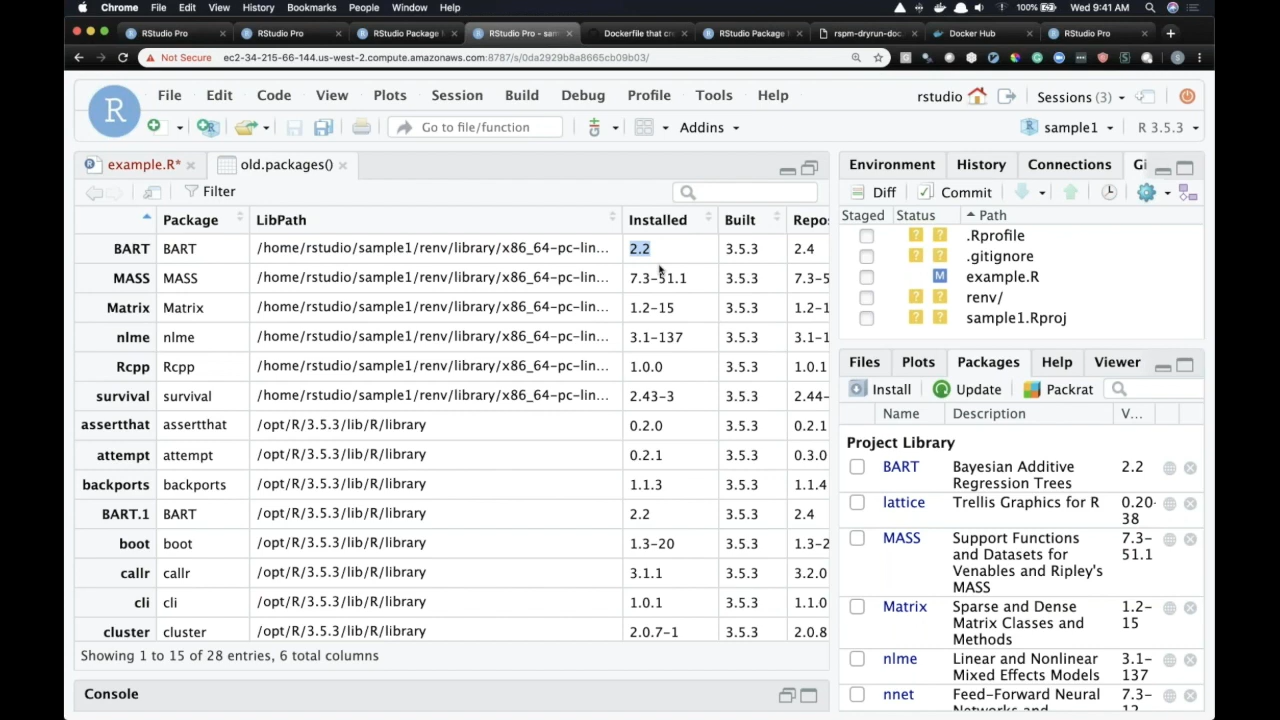 Chrome File Edit View History Bookmarks People Window Help 100% Wed 9:41 AM
RStudio Pro RStudio Pro RStudio Package RStudio Pro - sam Dockerfile that cre RStudio Package rspm-dryrun-doc Docker Hub RStudio Pro
Not Secure ec2-34-215-66-144.us-west-2.compute.amazonaws.com:8787/s/0da2929b8a8665cb09b03/
R File Edit Code View Plots Session Build Debug Profile Tools Help rstudio Sessions (3)
Go to file/function Addins sample1 R 3.5.3
example.R* old.packages()
Filter
Package LibPath Installed Built Repos
BART BART /home/rstudio/sample1/renv/library/x86_64-pc-lin... 2.2 3.5.3 2.4
MASS MASS /home/rstudio/sample1/renv/library/x86_64-pc-lin... 7.3-51.1 3.5.3 7.3-5
Matrix Matrix /home/rstudio/sample1/renv/library/x86_64-pc-lin... 1.2-15 3.5.3 1.2-1
nlme nlme /home/rstudio/sample1/renv/library/x86_64-pc-lin... 3.1-137 3.5.3 3.1-1
Rcpp Rcpp /home/rstudio/sample1/renv/library/x86_64-pc-lin... 1.0.0 3.5.3 1.0.1
survival survival /home/rstudio/sample1/renv/library/x86_64-pc-lin... 2.43-3 3.5.3 2.44-
assertthat assertthat /opt/R/3.5.3/lib/R/library 0.2.0 3.5.3 0.2.1
attempt attempt /opt/R/3.5.3/lib/R/library 0.2.1 3.5.3 0.3.0
backports backports /opt/R/3.5.3/lib/R/library 1.1.3 3.5.3 1.1.4
BART.1 BART /opt/R/3.5.3/lib/R/library 2.2 3.5.3 2.4
boot boot /opt/R/3.5.3/lib/R/library 1.3-20 3.5.3 1.3-2
callr callr /opt/R/3.5.3/lib/R/library 3.1.1 3.5.3 3.2.0
cli cli /opt/R/3.5.3/lib/R/library 1.0.1 3.5.3 1.1.0
cluster cluster /opt/R/3.5.3/lib/R/library 2.0.7-1 3.5.3 2.0.8
Showing 1 to 15 of 28 entries, 6 total columns
Console
Environment History Connections Gi
Diff Commit
Staged Status Path
.Rprofile
.gitignore
M example.R
renv/
sample1.Rproj
Files Plots Packages Help Viewer
Install Update Packrat
Name Description V...
Project Library
BART Bayesian Additive 2.2
Regression Trees
lattice Trellis Graphics for R 0.20-
38
MASS Support Functions 7.3-
and Datasets for 51.1
Venables and Ripley's
MASS
Matrix Sparse and Dense 1.2-
Matrix Classes and 15
Methods
nlme Linear and Nonlinear 3.1-
Mixed Effects Models 137
nnet Feed-Forward Neural 7.3-